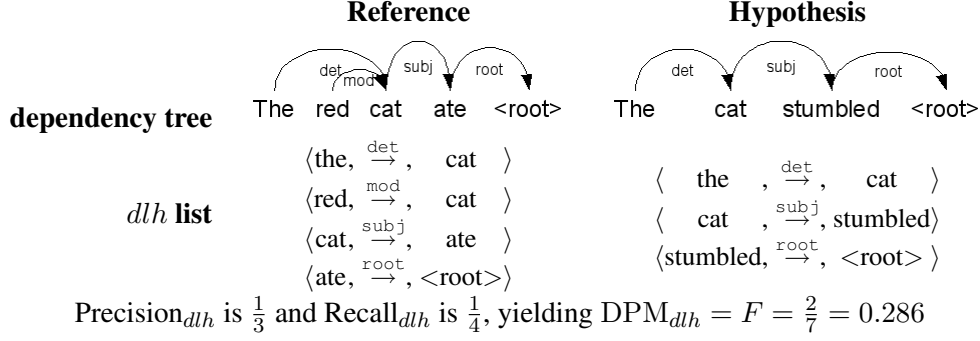 Reference Hypothesis
det mod subj root det subj root
dependency tree The red cat ate <root> The cat stumbled <root>
dlh list
⟨the, det→, cat ⟩
⟨red, mod→, cat ⟩
⟨cat, subj→, ate ⟩
⟨ate, root→, <root>⟩
⟨ the , det→, cat ⟩
⟨ cat , subj→, stumbled⟩
⟨stumbled, root→, <root> ⟩
Precision_dlh is 1/3 and Recall_dlh is 1/4, yielding DPM_dlh = F = 2/7 = 0.286